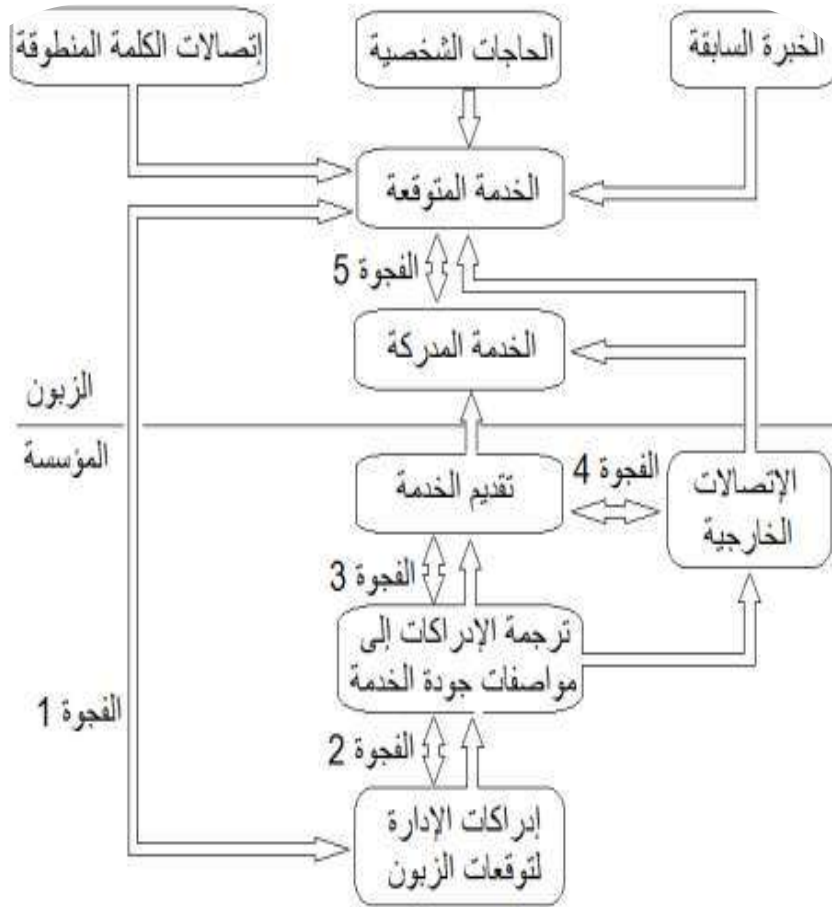 الخبرة السابقة
الحاجات الشخصية
إتصالات الكلمة المنطوقة
الخدمة المتوقعة
الفجوة 5
الخدمة المدركة
الزبون
المؤسسة
تقديم الخدمة
الفجوة 4
الإتصالات
الخارجية
الفجوة 3
ترجمة الإدراكات إلى
مواصفات جودة الخدمة
الفجوة 1
الفجوة 2
إدراكات الإدارة
لتوقعات الزبون